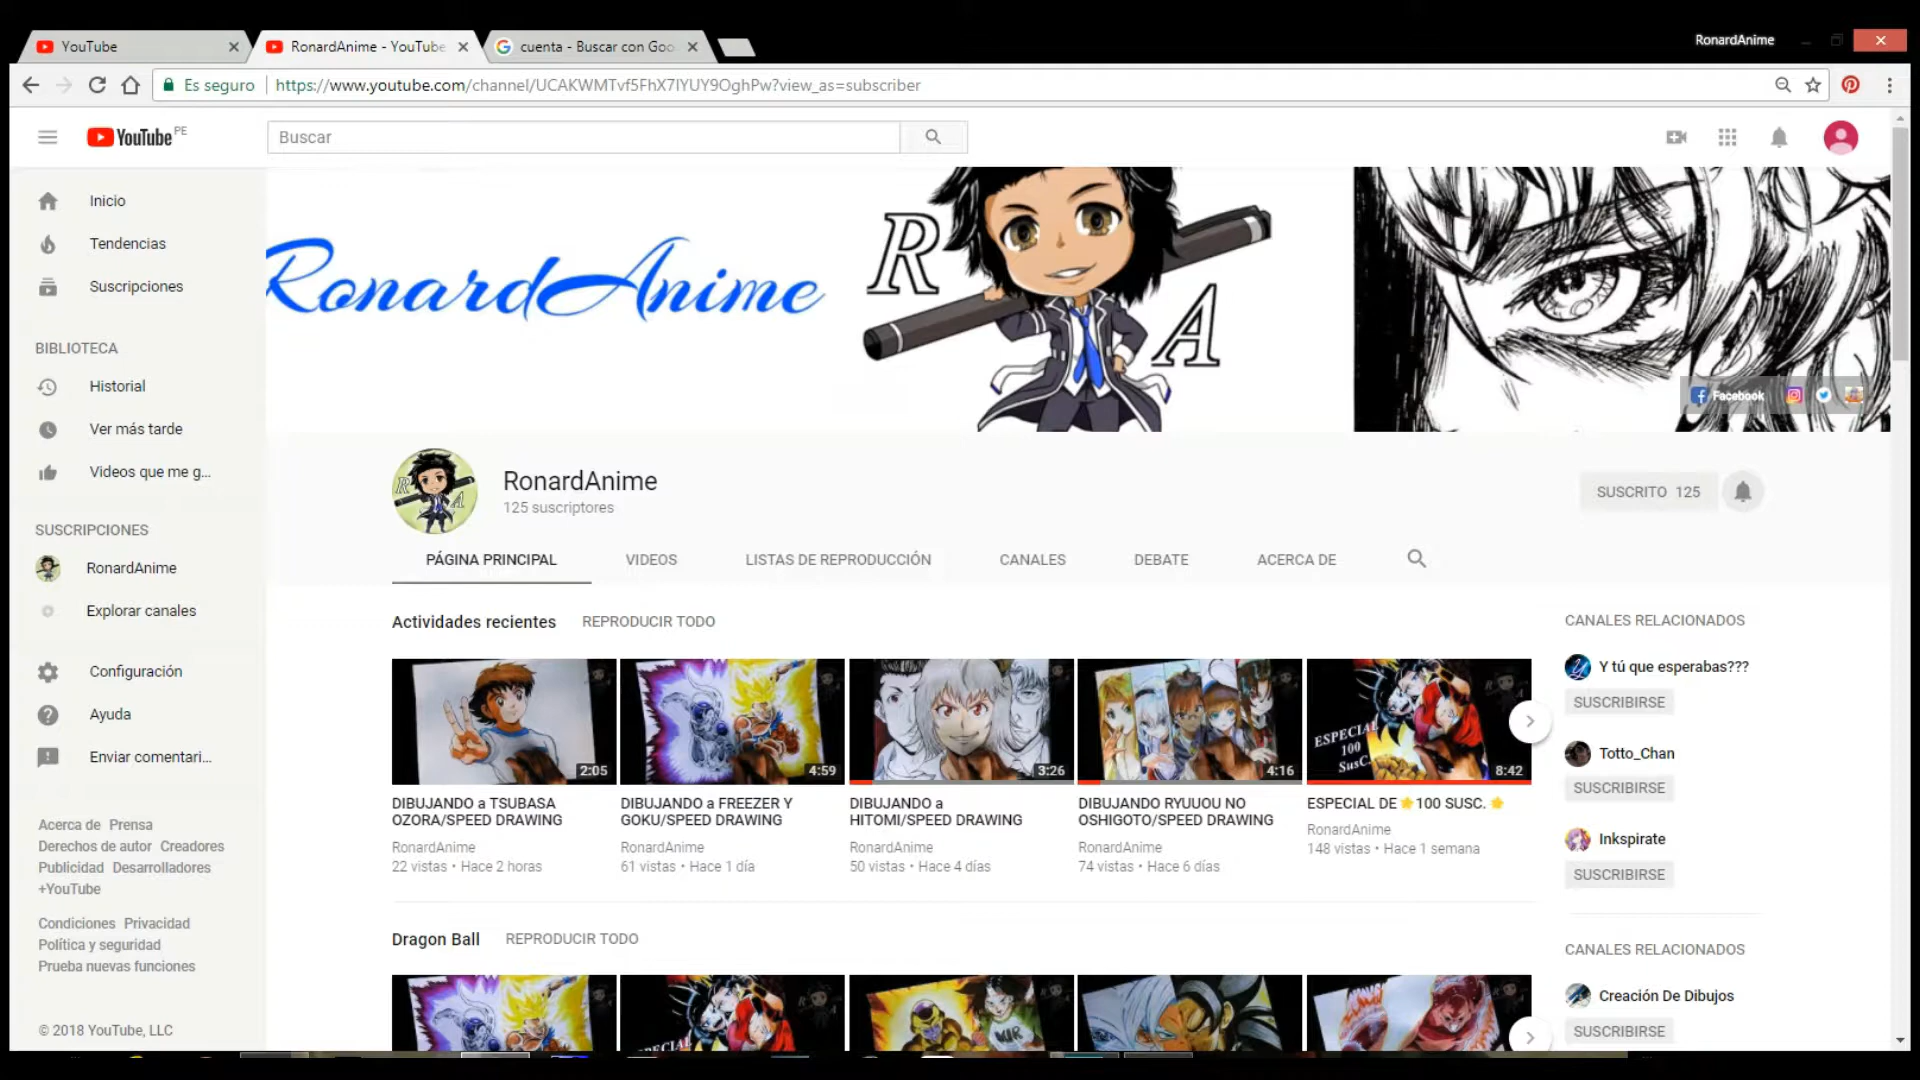 YouTube
RonardAnime - YouTube
cuenta - Buscar con Goo
RonardAnime
Es seguro
https://www.youtube.com/channel/UCAKWMTvf5FhX7IYUY9OghPw?view_as=subscriber
YouTube PE
Buscar
Inicio
Tendencias
Suscripciones
BIBLIOTECA
Historial
Ver más tarde
Videos que me g...
SUSCRIPCIONES
RonardAnime
Explorar canales
Configuración
Ayuda
Enviar comentari...
Acerca de Prensa
Derechos de autor Creadores
Publicidad Desarrolladores
+YouTube
Condiciones Privacidad
Política y seguridad
Prueba nuevas funciones
© 2018 YouTube, LLC
RonardAnime
R
A
Facebook
R A
RonardAnime
125 suscriptores
SUSCRITO 125
PÁGINA PRINCIPAL
VIDEOS
LISTAS DE REPRODUCCIÓN
CANALES
DEBATE
ACERCA DE
Actividades recientes
REPRODUCIR TODO
2:05
DIBUJANDO a TSUBASA
OZORA/SPEED DRAWING
RonardAnime
22 vistas • Hace 2 horas
4:59
DIBUJANDO a FREEZER Y
GOKU/SPEED DRAWING
RonardAnime
61 vistas • Hace 1 día
3:26
DIBUJANDO a
HITOMI/SPEED DRAWING
RonardAnime
50 vistas • Hace 4 días
4:16
DIBUJANDO RYUUOU NO
OSHIGOTO/SPEED DRAWING
RonardAnime
74 vistas • Hace 6 días
ESPECIAL
100
SusC.
8:42
ESPECIAL DE 🌟100 SUSC. 🌟
RonardAnime
148 vistas • Hace 1 semana
Dragon Ball
REPRODUCIR TODO
CANALES RELACIONADOS
Y tú que esperabas???
SUSCRIBIRSE
Totto_Chan
SUSCRIBIRSE
Inkspirate
SUSCRIBIRSE
CANALES RELACIONADOS
Creación De Dibujos
SUSCRIBIRSE